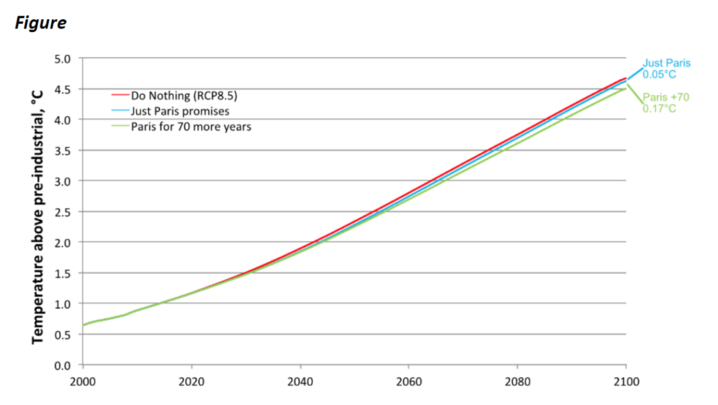 Figure
Temperature above pre-industrial, °C
5.0
4.5
4.0
3.5
3.0
2.5
2.0
1.5
1.0
0.5
0.0
Do Nothing (RCP8.5)
Just Paris promises
Paris for 70 more years
Just Paris
0.05°C
Paris +70
0.17°C
2000
2020
2040
2060
2080
2100